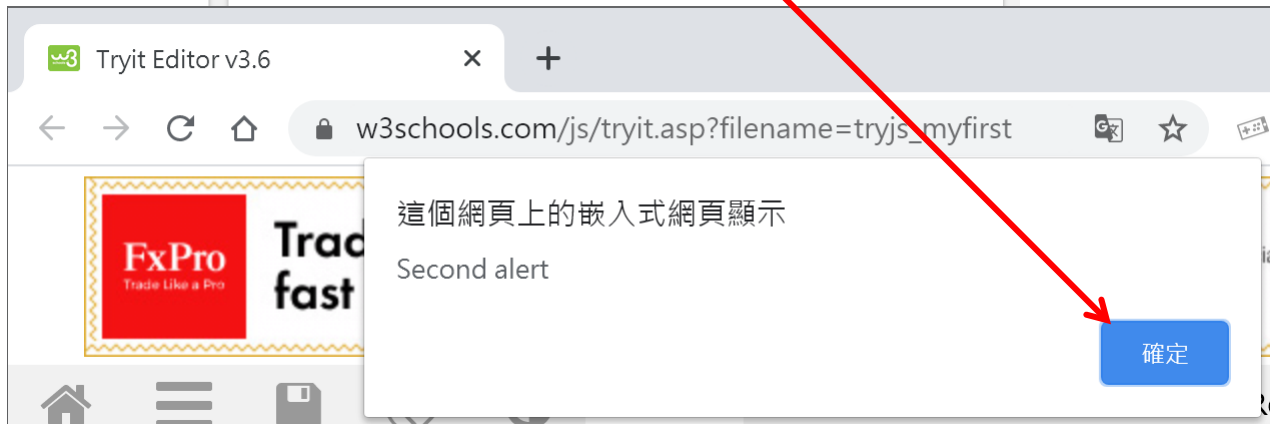 Tryit Editor v3.6
w3schools.com/js/tryit.asp?filename=tryjs_myfirst
這個網頁上的嵌入式網頁顯示
Second alert
確定
FxPro
Trade Like a Pro
Trad
fast